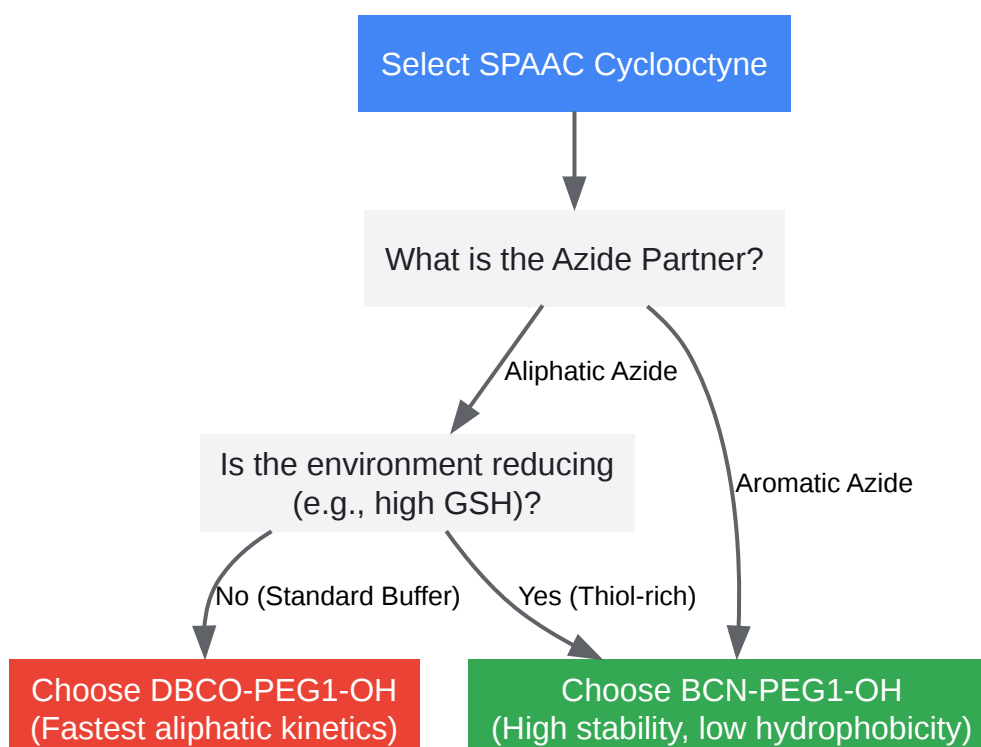 Select SPAAC Cyclooctyne
What is the Azide Partner?
Aliphatic Azide
Is the environment reducing
(e.g., high GSH)?
Aromatic Azide
No (Standard Buffer)
Yes (Thiol-rich)
Choose DBCO-PEG1-OH
(Fastest aliphatic kinetics)
Choose BCN-PEG1-OH
(High stability, low hydrophobicity)